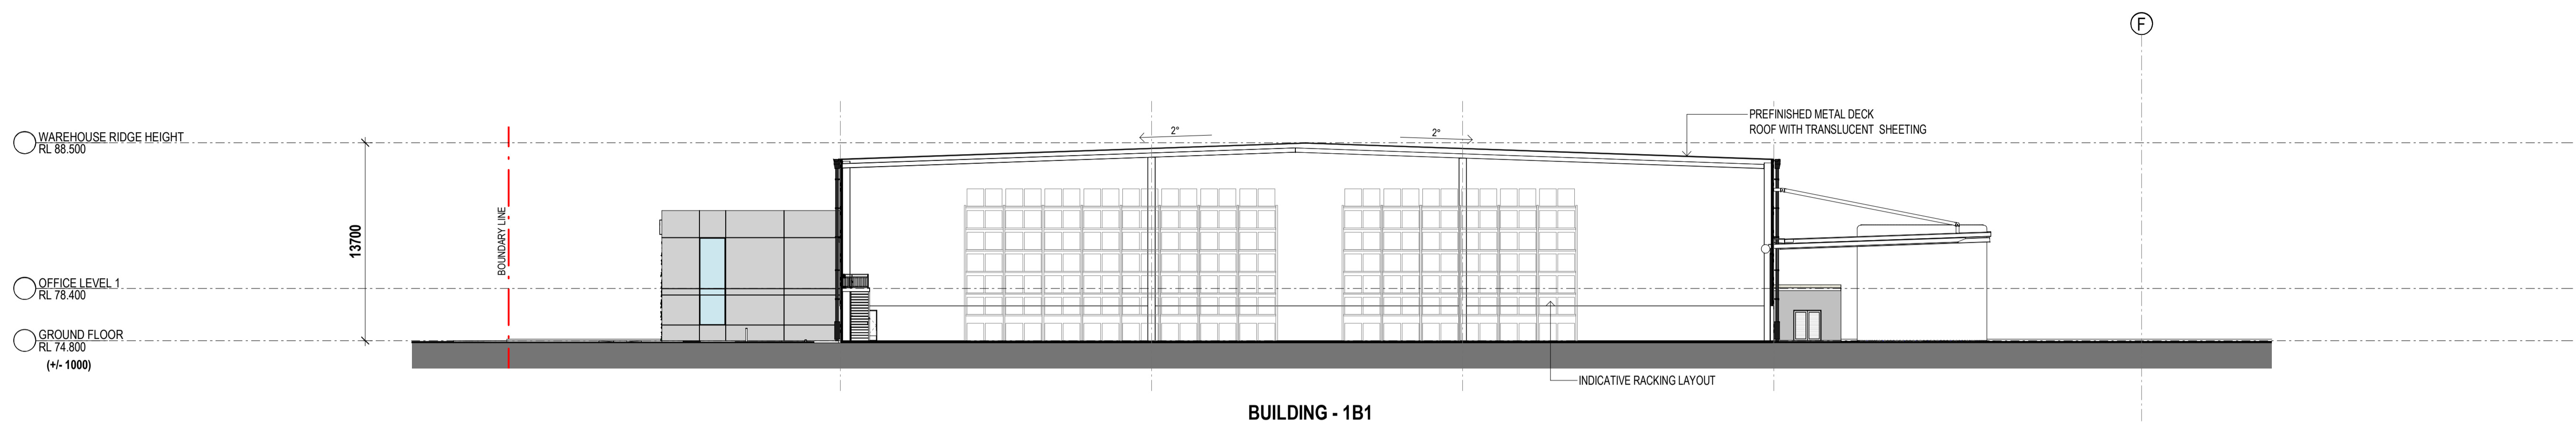 F
WAREHOUSE RIDGE HEIGHT
RL 88.500
2°
2°
PREFINISHED METAL DECK
ROOF WITH TRANSLUCENT SHEETING
BOUNDARY LINE
13700
OFFICE LEVEL 1
RL 78.400
GROUND FLOOR
RL 74.800
(+/- 1000)
INDICATIVE RACKING LAYOUT
BUILDING - 1B1